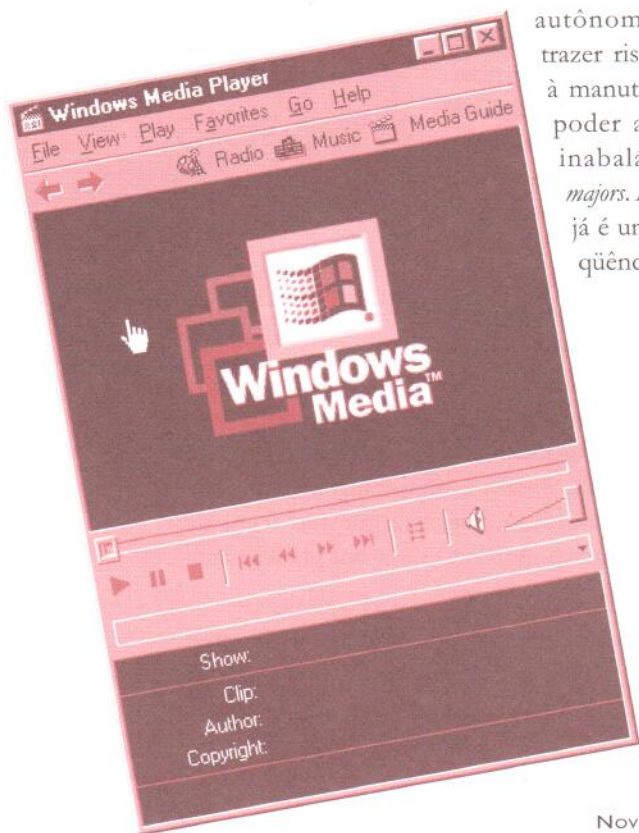 autônom
trazer ris
à manut
poder a
inabalá
majors.
já é un
qüênc
Windows Media Player
File View Play Favorites Go Help
Radio Music Media Guide
Windows
Media™
Show:
Clip:
Author:
Copyright:
Nov